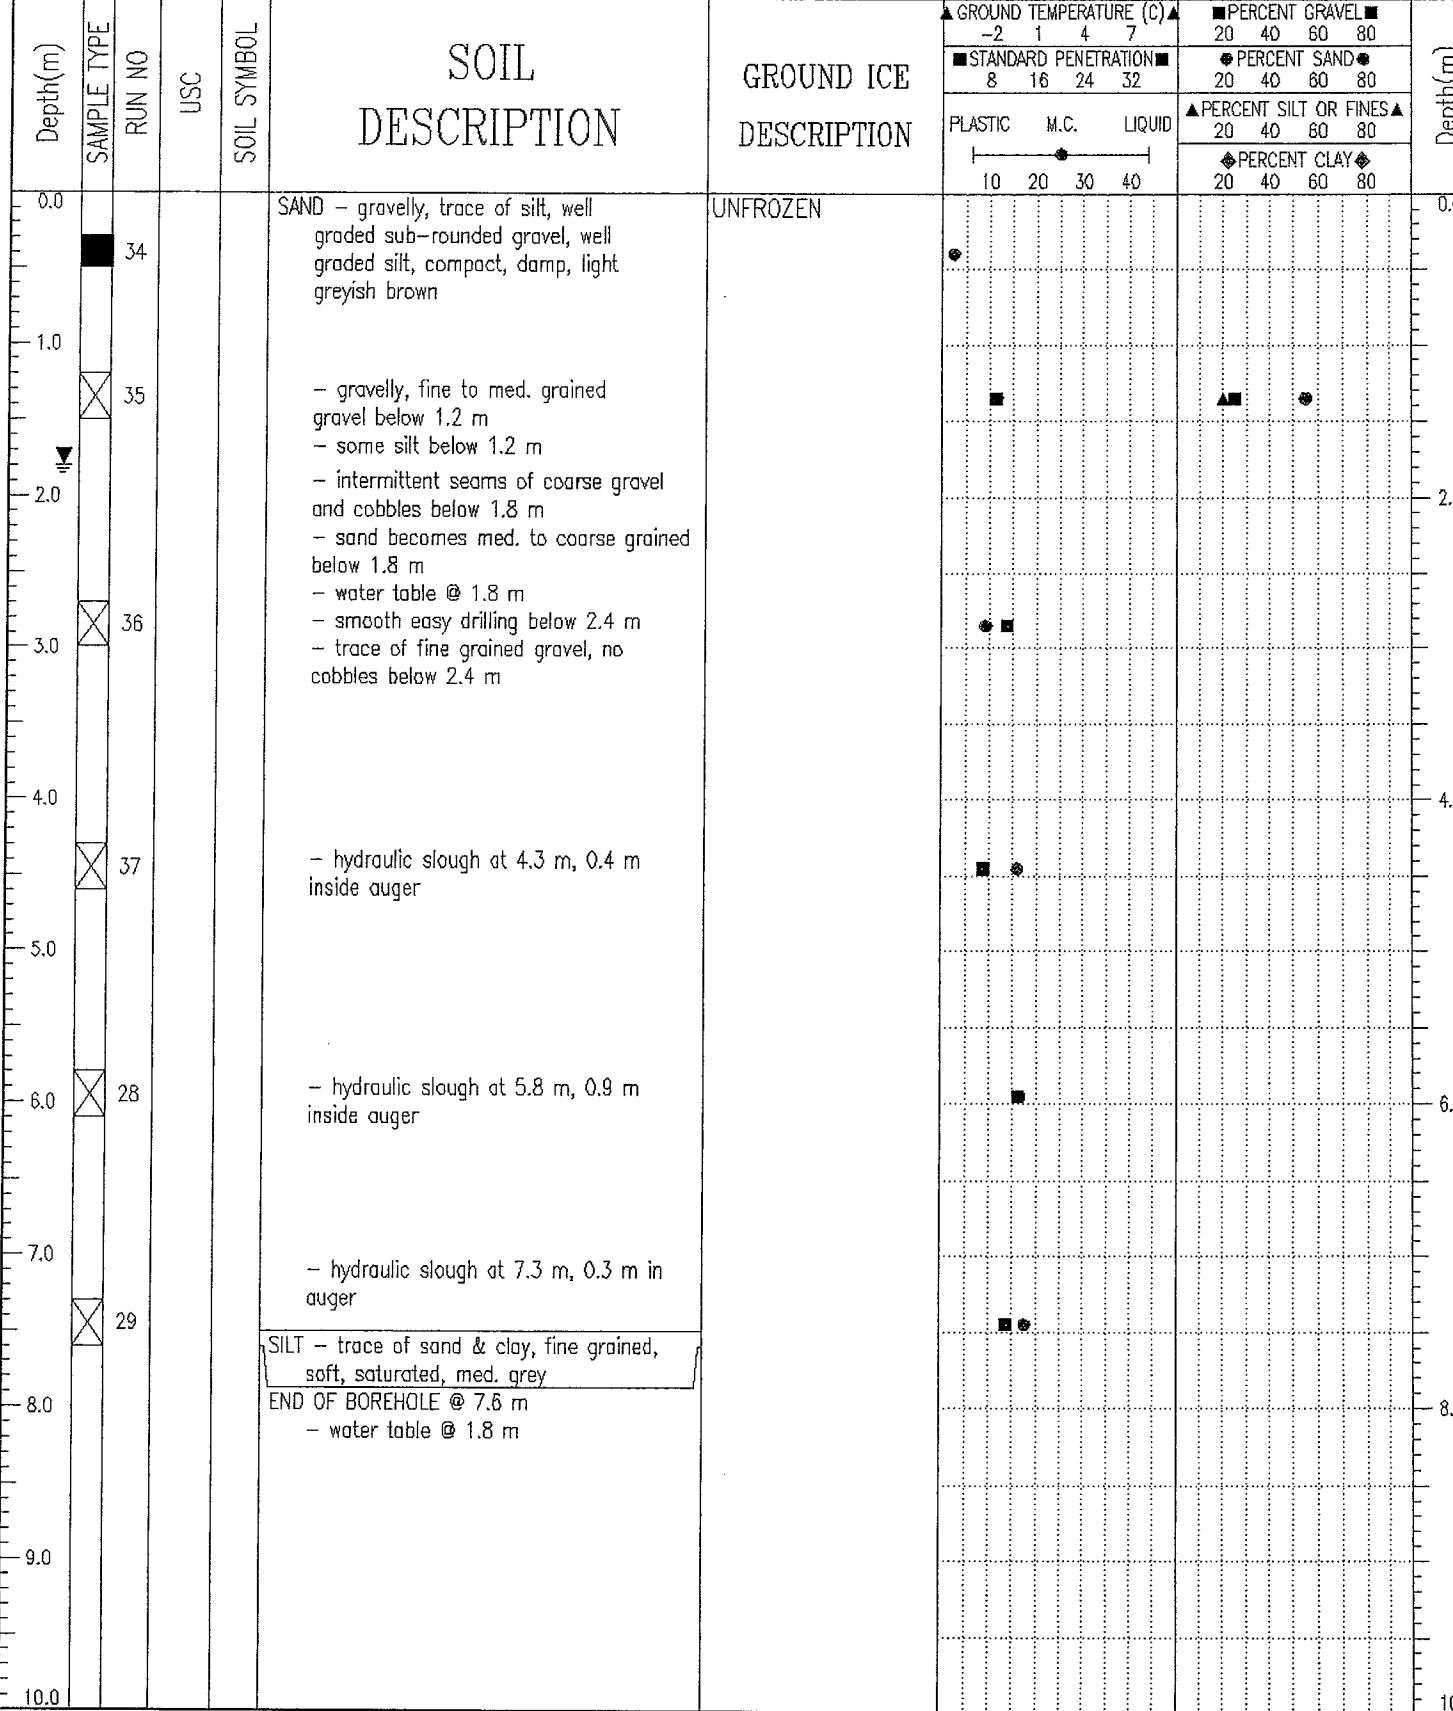 Depth(m)
SAMPLE TYPE
RUN NO
USC
SOIL SYMBOL
SOIL
DESCRIPTION
GROUND ICE
DESCRIPTION
▲ GROUND TEMPERATURE (C) ▲
-2 1 4 7
■ STANDARD PENETRATION ■
8 16 24 32
PLASTIC M.C. LIQUID
10 20 30 40
■ PERCENT GRAVEL ■
20 40 60 80
● PERCENT SAND ●
20 40 60 80
▲ PERCENT SILT OR FINES ▲
20 40 60 80
◆ PERCENT CLAY ◆
20 40 60 80
Depth(m)
0.0
SAND – gravelly, trace of silt, well
UNFROZEN
0.
graded sub-rounded gravel, well
34
graded silt, compact, damp, light
greyish brown
1.0
– gravelly, fine to med. grained
35
gravel below 1.2 m
– some silt below 1.2 m
– intermittent seams of coarse gravel
2.0
2.
and cobbles below 1.8 m
– sand becomes med. to coarse grained
below 1.8 m
– water table @ 1.8 m
36
– smooth easy drilling below 2.4 m
3.0
– trace of fine grained gravel, no
cobbles below 2.4 m
4.0
4.
37
– hydraulic slough at 4.3 m, 0.4 m
inside auger
5.0
28
– hydraulic slough at 5.8 m, 0.9 m
6.0
6.
inside auger
7.0
– hydraulic slough at 7.3 m, 0.3 m in
auger
29
SILT – trace of sand & clay, fine grained,
soft, saturated, med. grey
END OF BOREHOLE @ 7.6 m
8.0
8.
– water table @ 1.8 m
9.0
10.0
10